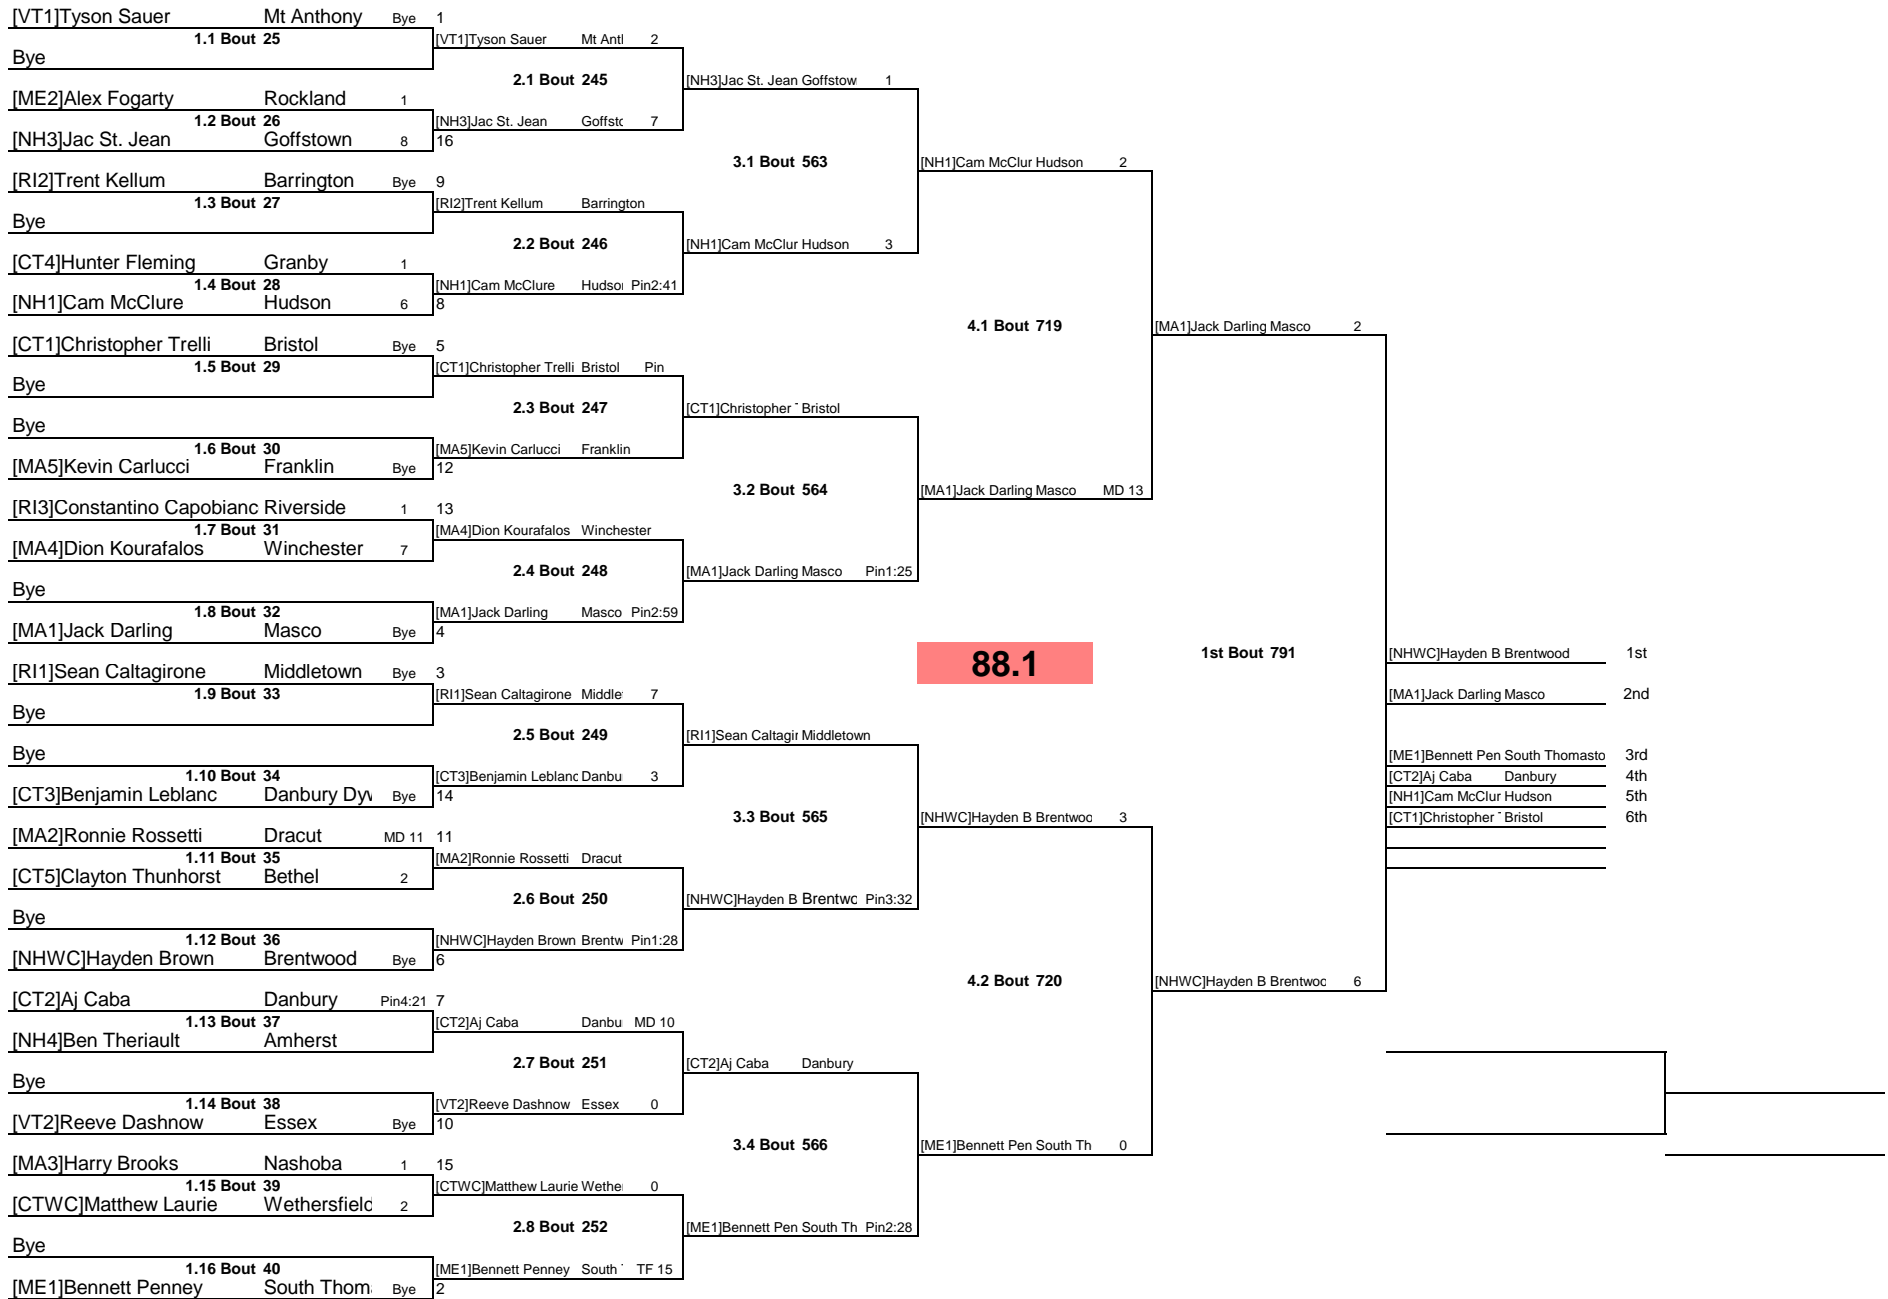 [VT1]Tyson Sauer Mt Anthony Bye 1
1.1 Bout 25
Bye
[ME2]Alex Fogarty Rockland 1
1.2 Bout 26
[NH3]Jac St. Jean Goffstown 8 16
[RI2]Trent Kellum Barrington Bye 9
1.3 Bout 27
Bye
[CT4]Hunter Fleming Granby 1
1.4 Bout 28
[NH1]Cam McClure Hudson 6 8
[CT1]Christopher Trelli Bristol Bye 5
1.5 Bout 29
Bye
Bye
1.6 Bout 30
[MA5]Kevin Carlucci Franklin Bye 12
[RI3]Constantino Capobianc Riverside 1 13
1.7 Bout 31
[MA4]Dion Kourafalos Winchester 7
Bye
1.8 Bout 32
[MA1]Jack Darling Masco Bye 4
[RI1]Sean Caltagirone Middletown Bye 3
1.9 Bout 33
Bye
Bye
1.10 Bout 34
[CT3]Benjamin Leblanc Danbury Dy Bye 14
[MA2]Ronnie Rossetti Dracut MD 11 11
1.11 Bout 35
[CT5]Clayton Thunhorst Bethel 2
Bye
1.12 Bout 36
[NHWC]Hayden Brown Brentwood Bye 6
[CT2]Aj Caba Danbury Pin4:21 7
1.13 Bout 37
[NH4]Ben Theriault Amherst
Bye
1.14 Bout 38
[VT2]Reeve Dashnow Essex Bye 10
[MA3]Harry Brooks Nashoba 1 15
1.15 Bout 39
[CTWC]Matthew Laurie Wethersfield 2
Bye
1.16 Bout 40
[ME1]Bennett Penney South Thom Bye 2
[VT1]Tyson Sauer Mt Ant 2
2.1 Bout 245
[NH3]Jac St. Jean Goffst 7
[RI2]Trent Kellum Barrington
2.2 Bout 246
[NH1]Cam McClure Hudso Pin2:41
[CT1]Christopher Trelli Bristol Pin
2.3 Bout 247
[MA5]Kevin Carlucci Franklin
[MA4]Dion Kourafalos Winchester
2.4 Bout 248
[MA1]Jack Darling Masco Pin2:59
[RI1]Sean Caltagirone Middle 7
2.5 Bout 249
[CT3]Benjamin Leblanc Danbu 3
[MA2]Ronnie Rossetti Dracut
2.6 Bout 250
[NHWC]Hayden Brown Brentw Pin1:28
[CT2]Aj Caba Danbu MD 10
2.7 Bout 251
[VT2]Reeve Dashnow Essex 0
[CTWC]Matthew Laurie Wethe 0
2.8 Bout 252
[ME1]Bennett Penney South TF 15
[NH3]Jac St. Jean Goffstow 1
3.1 Bout 563
[NH1]Cam McClur Hudson 3
[CT1]Christopher Bristol
3.2 Bout 564
[MA1]Jack Darling Masco Pin1:25
[RI1]Sean Caltagir Middletown
3.3 Bout 565
[NHWC]Hayden B Brentwo Pin3:32
[CT2]Aj Caba Danbury
3.4 Bout 566
[ME1]Bennett Pen South Th Pin2:28
[NH1]Cam McClur Hudson 2
4.1 Bout 719
[MA1]Jack Darling Masco MD 13
88.1
[NHWC]Hayden B Brentwoo 3
4.2 Bout 720
[ME1]Bennett Pen South Th 0
[MA1]Jack Darling Masco 2
1st Bout 791
[NHWC]Hayden B Brentwoo 6
[NHWC]Hayden B Brentwood 1st
[MA1]Jack Darling Masco 2nd
[ME1]Bennett Pen South Thomasto 3rd
[CT2]Aj Caba Danbury 4th
[NH1]Cam McClur Hudson 5th
[CT1]Christopher Bristol 6th